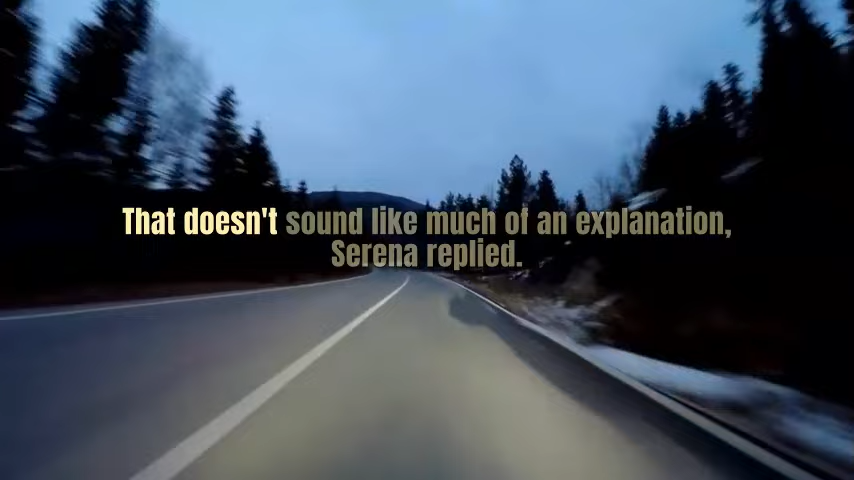 That doesn't sound like much of an explanation,
Serena replied.